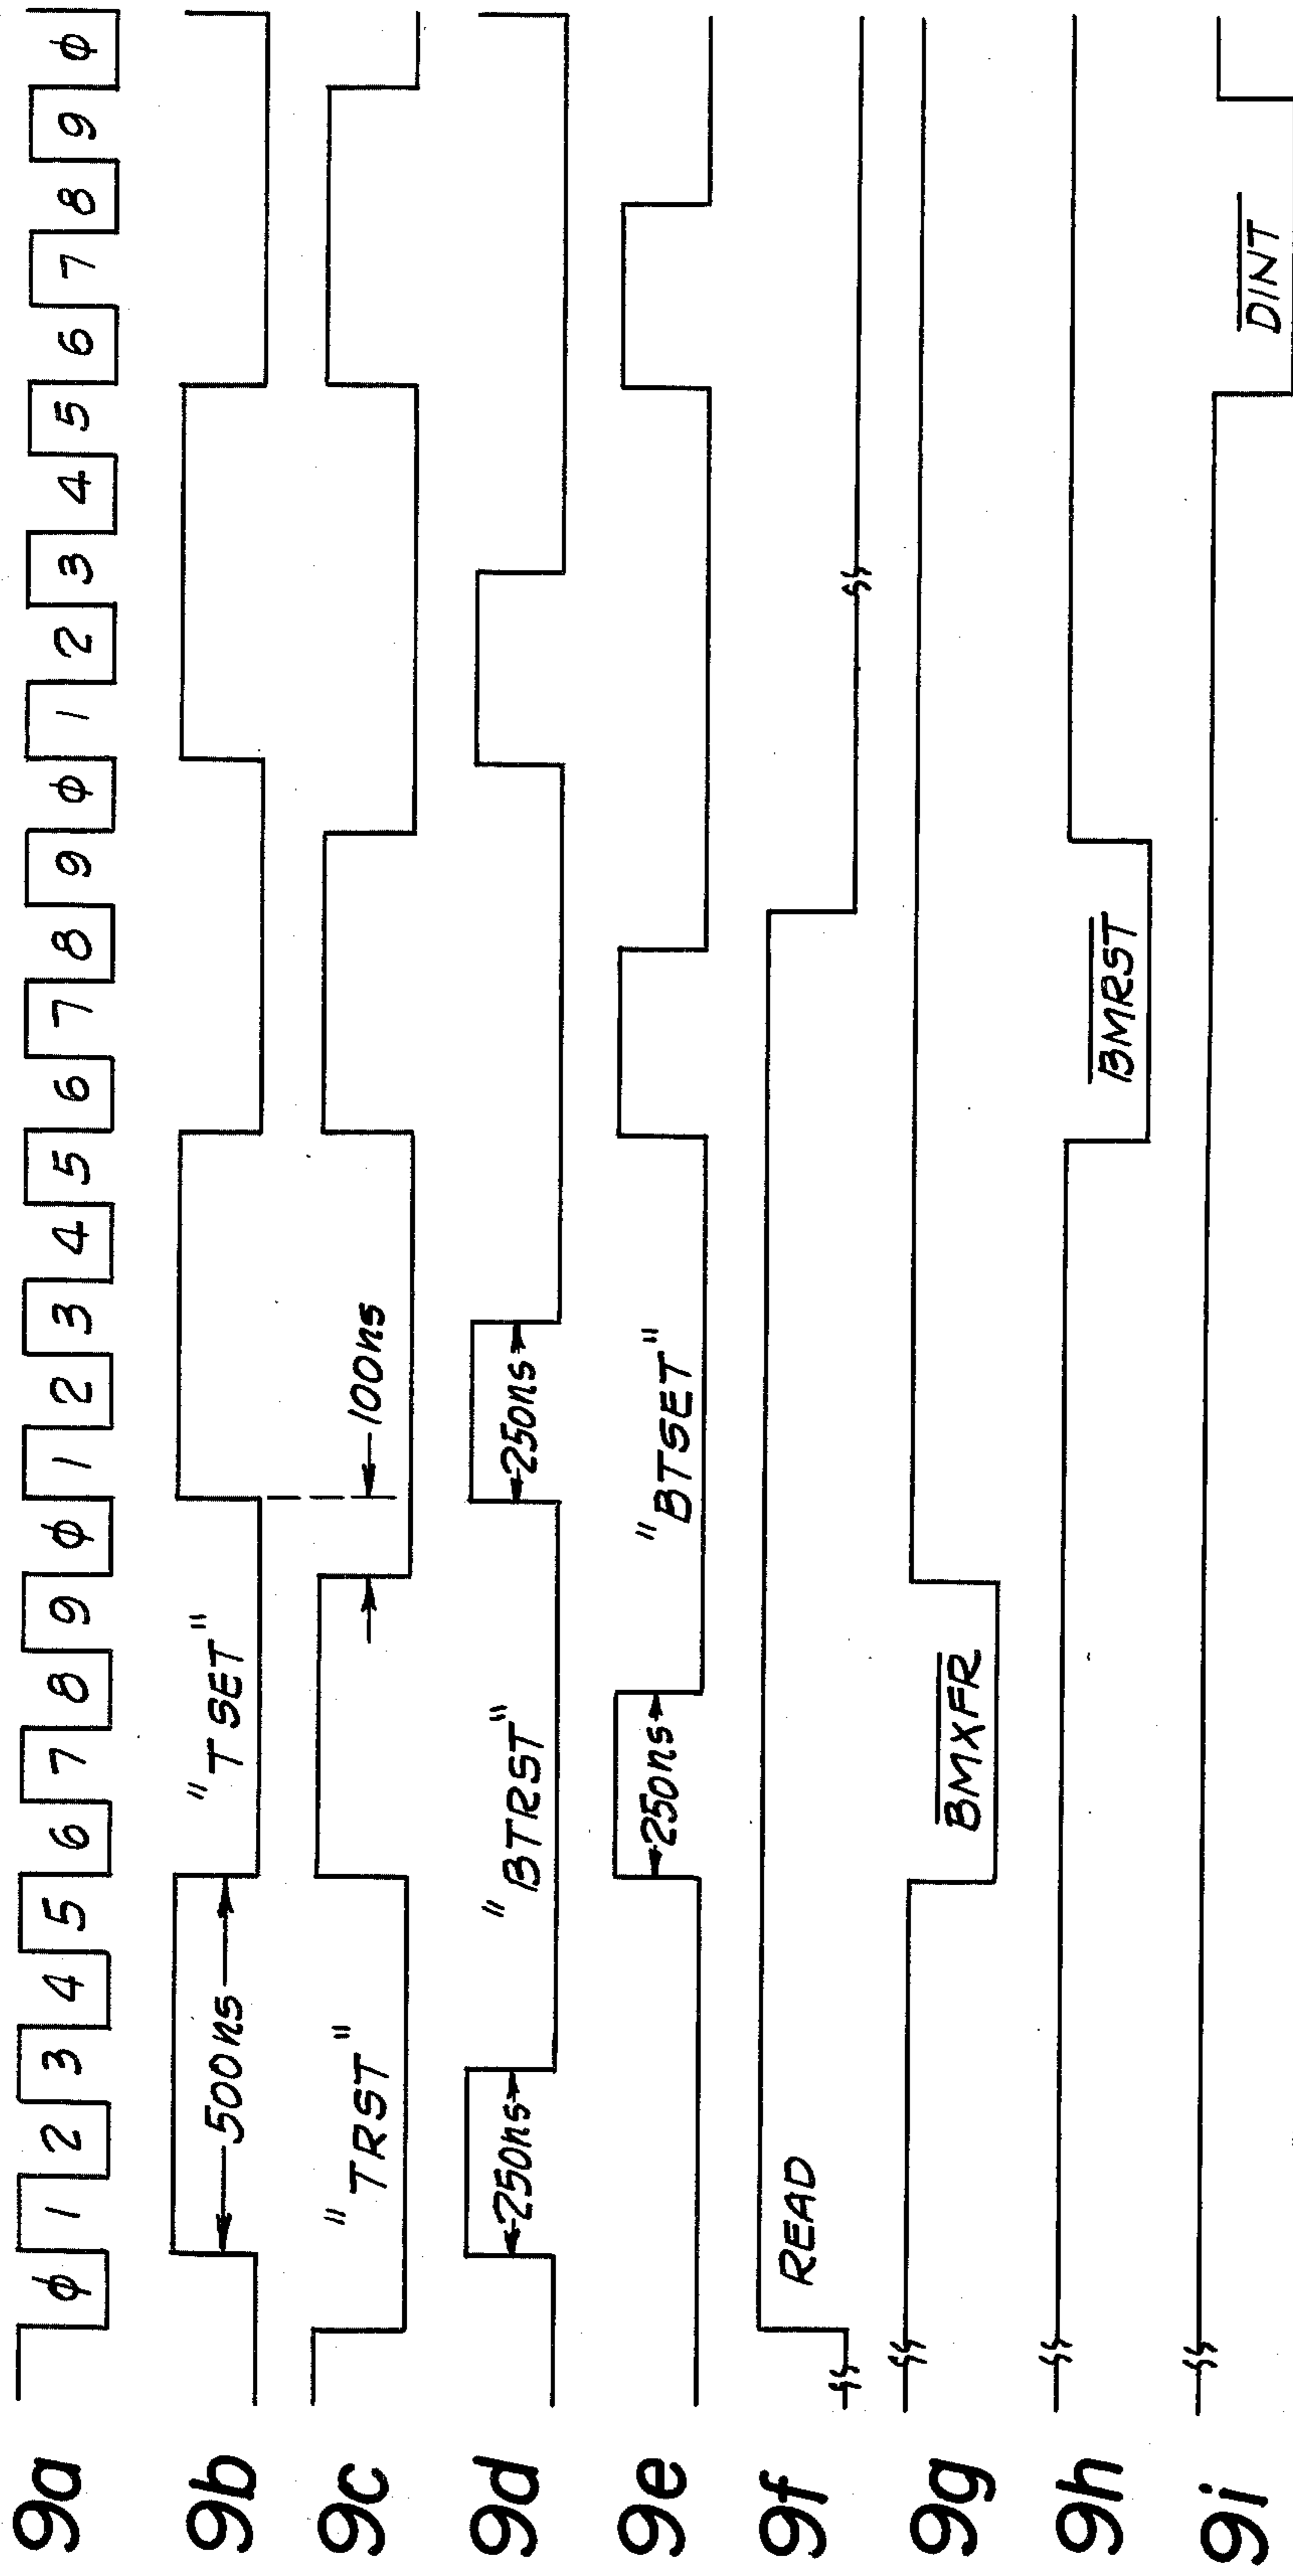 9a ϕ 1 2 3 4 5 6 7 8 9 ϕ 1 2 3 4 5 6 7 8 9 ϕ 1 2 3 4 5 6 7 8 9 ϕ
9b 500ns "TSET"
9c "TRST" 100ns
9d 250ns "BTRST" 250ns
9e 250ns "BTSET"
9f READ
9g BMXFR
9h BMRST
9i DINT